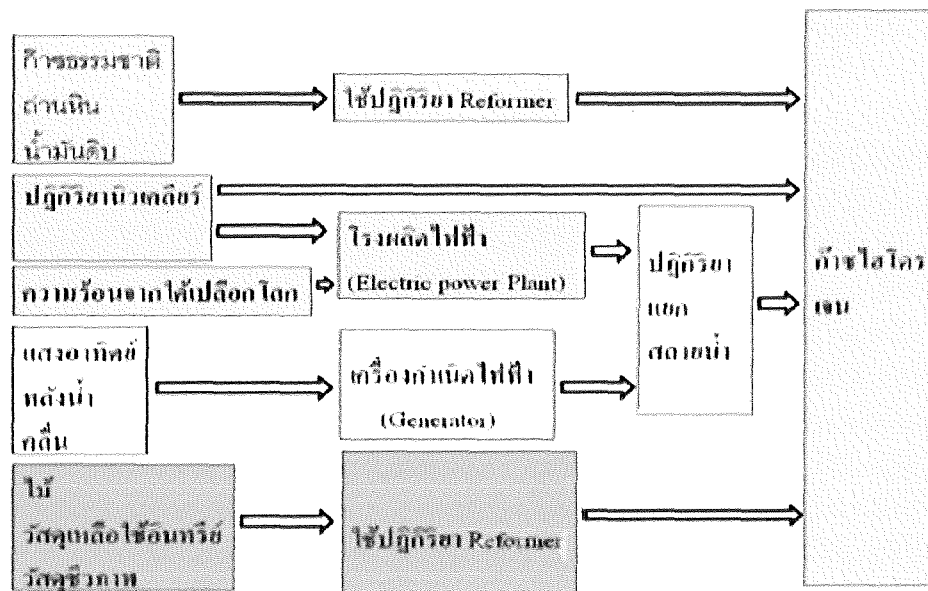 ก๊าซธรรมชาติ
ถ่านหิน
น้ำมันดิบ
ใช้ปฏิกิริยา Reformer
ปฏิกิริยานิวเคลียร์
โรงผลิตไฟฟ้า
(Electric power Plant)
ความร้อนจากใต้เปลือกโลก
ปฏิกิริยา
แยก
สลายน้ำ
ก๊าซไฮโดร
เจน
แสงอาทิตย์
พลังน้ำ
คลื่น
เครื่องกำเนิดไฟฟ้า
(Generator)
ไม้
วัสดุเหลือใช้อินทรีย์
วัสดุชีวภาพ
ใช้ปฏิกิริยา Reformer